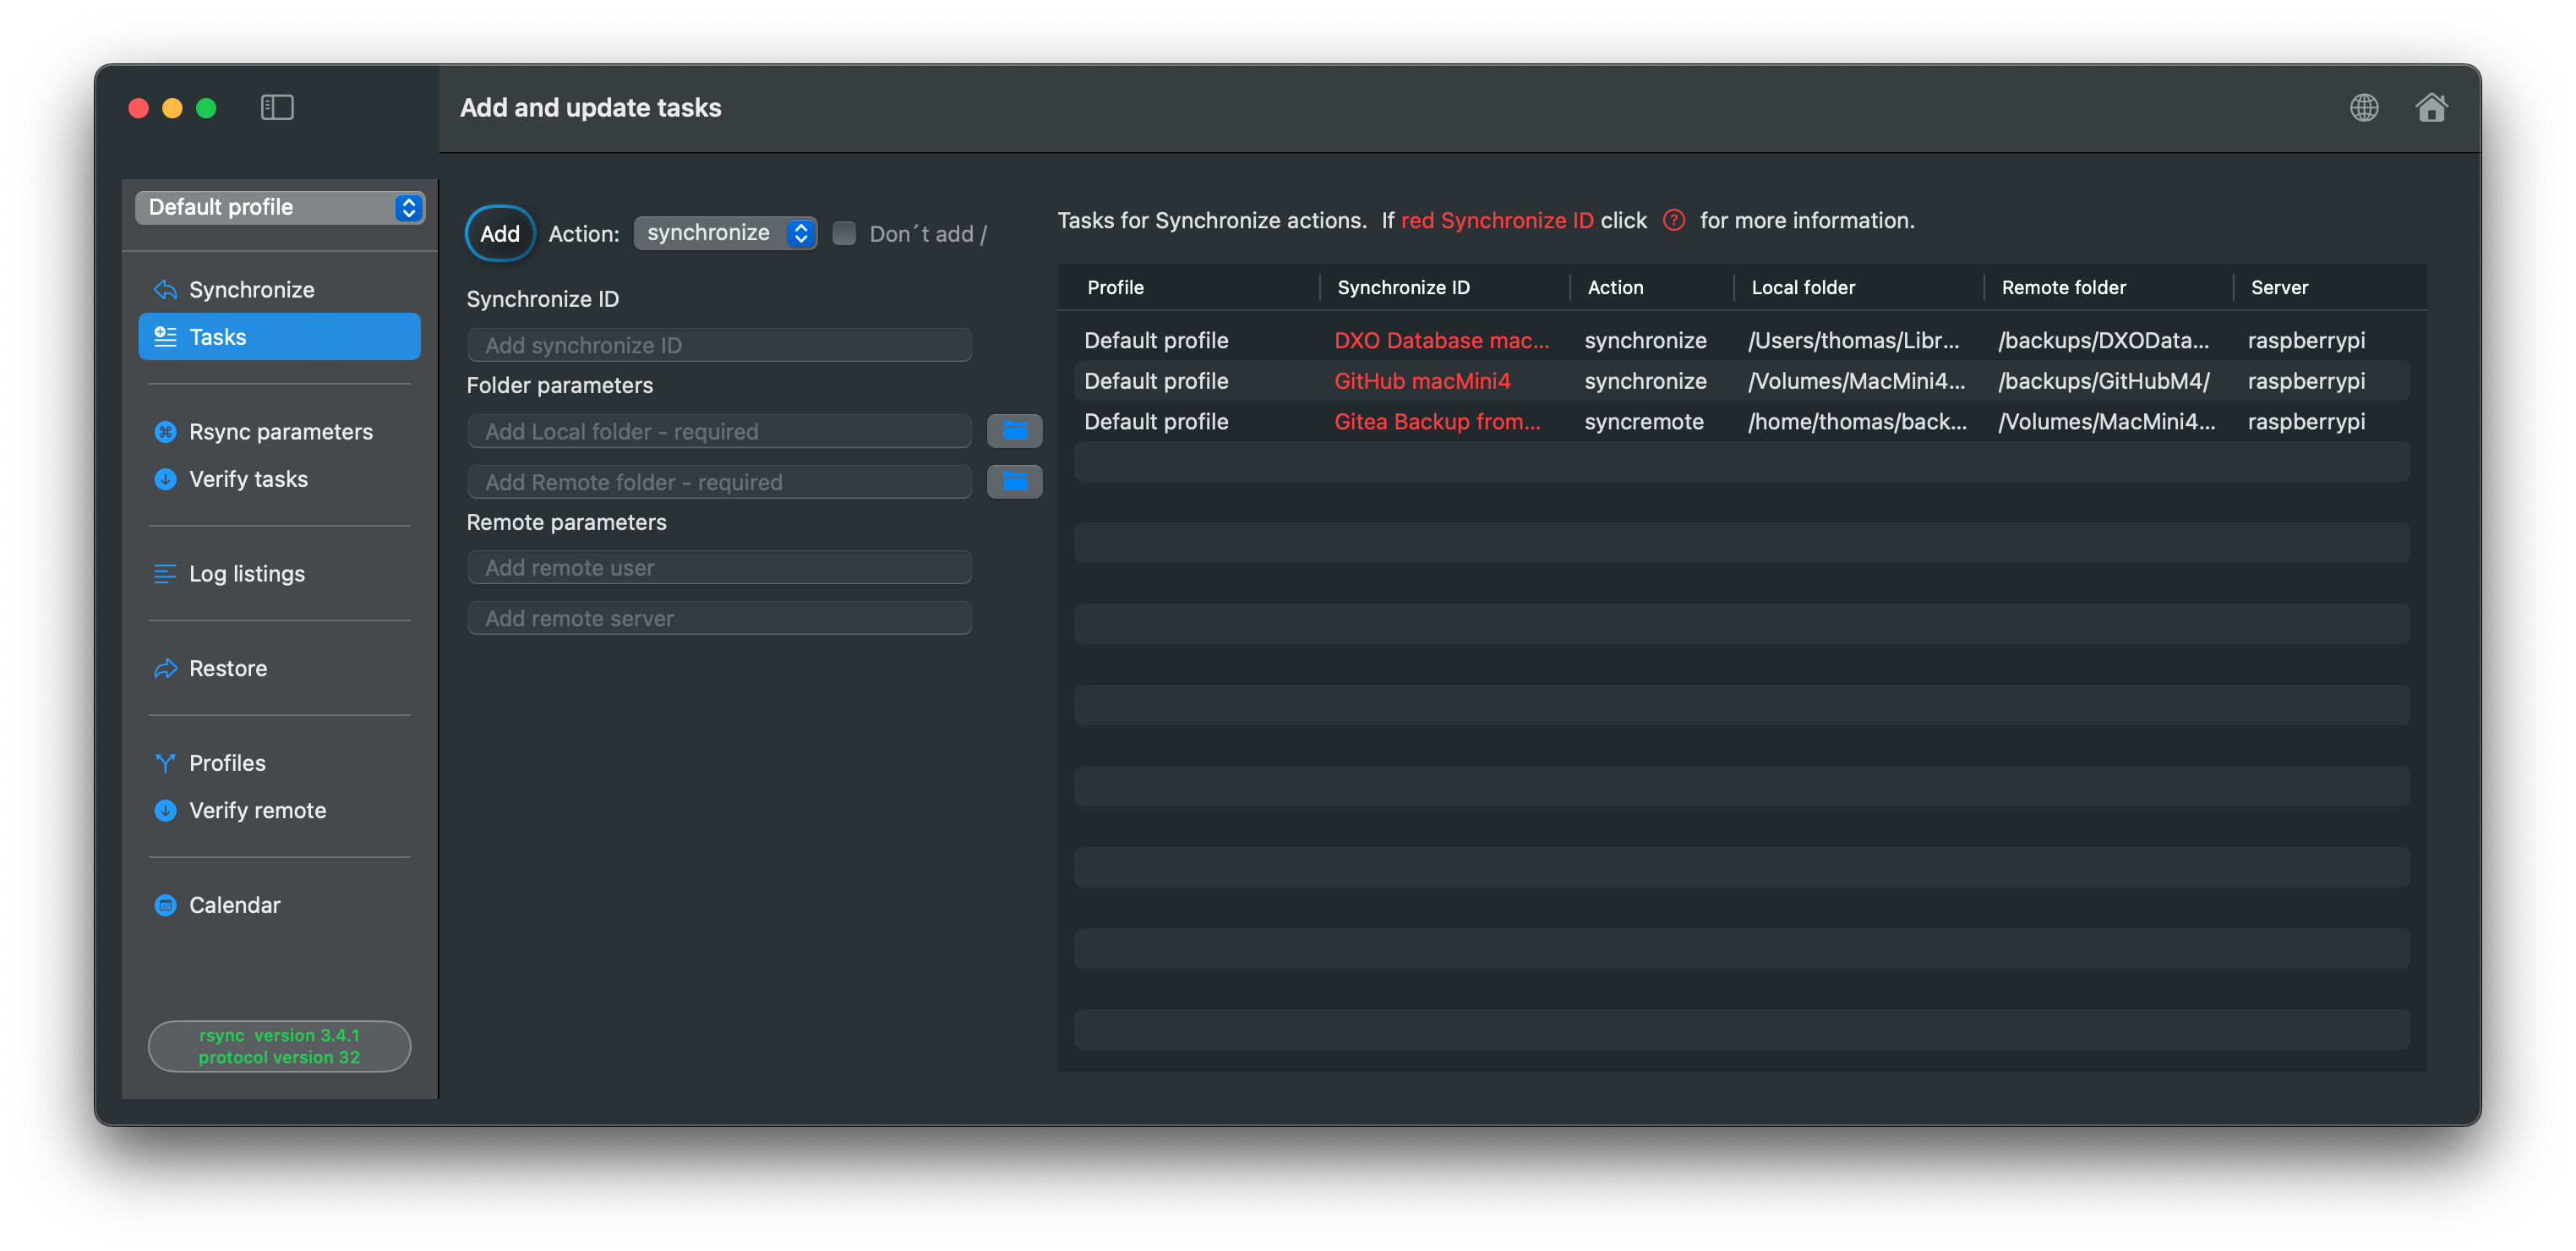 Add and update tasks
Default profile
Synchronize
Tasks
Rsync parameters
Verify tasks
Log listings
Restore
Profiles
Verify remote
Calendar
rsync  version 3.4.1
protocol version 32
Add Action: synchronize Don´t add /
Synchronize ID
Add synchronize ID
Folder parameters
Add Local folder - required
Add Remote folder - required
Remote parameters
Add remote user
Add remote server
Tasks for Synchronize actions.  If red Synchronize ID click ? for more information.
Profile Synchronize ID Action Local folder Remote folder Server
Default profile DXO Database mac... synchronize /Users/thomas/Libr... /backups/DXOData... raspberrypi
Default profile GitHub macMini4 synchronize /Volumes/MacMini4... /backups/GitHubM4/ raspberrypi
Default profile Gitea Backup from... syncremote /home/thomas/back... /Volumes/MacMini4... raspberrypi